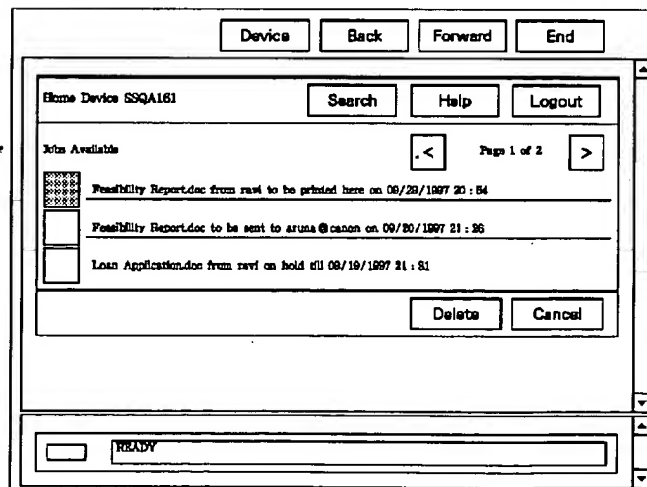 Device Back Forward End
Home Device SSQA161 Search Help Logout
Jobs Available .< Page 1 of 2 >
Feasibility Report.doc from ravi to be printed here on 09/29/1997 20 : 54
Feasibility Report.doc to be sent to aruna @ canon on 09/20/1997 21 : 26
Loan Application.doc from ravi on hold till 09/19/1997 21 : 31
Delete Cancel
READY